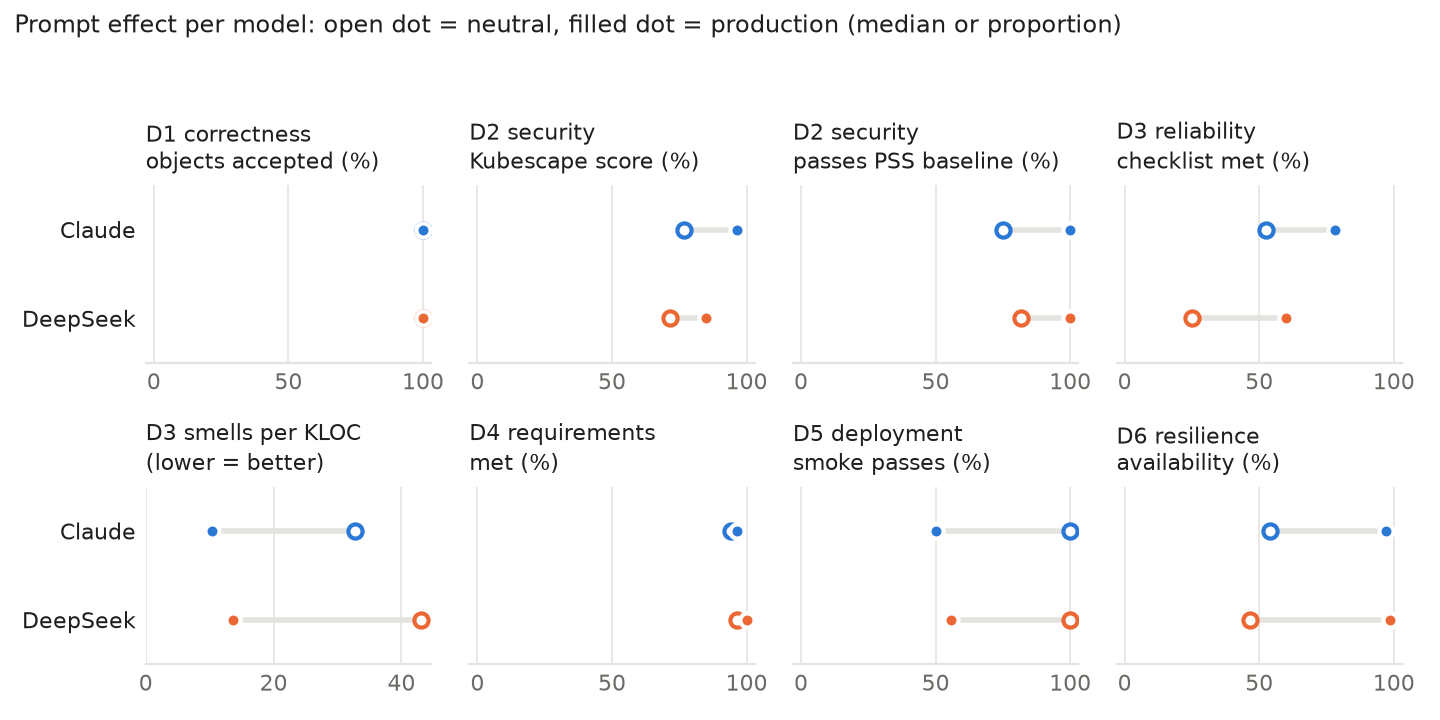 Prompt effect per model: open dot = neutral, filled dot = production (median or proportion)
D1 correctness
objects accepted (%)
D2 security
Kubescape score (%)
D2 security
passes PSS baseline (%)
D3 reliability
checklist met (%)
Claude
DeepSeek
0 50 100
0 50 100
0 50 100
0 50 100
D3 smells per KLOC
(lower = better)
D4 requirements
met (%)
D5 deployment
smoke passes (%)
D6 resilience
availability (%)
Claude
DeepSeek
0 20 40
0 50 100
0 50 100
0 50 100